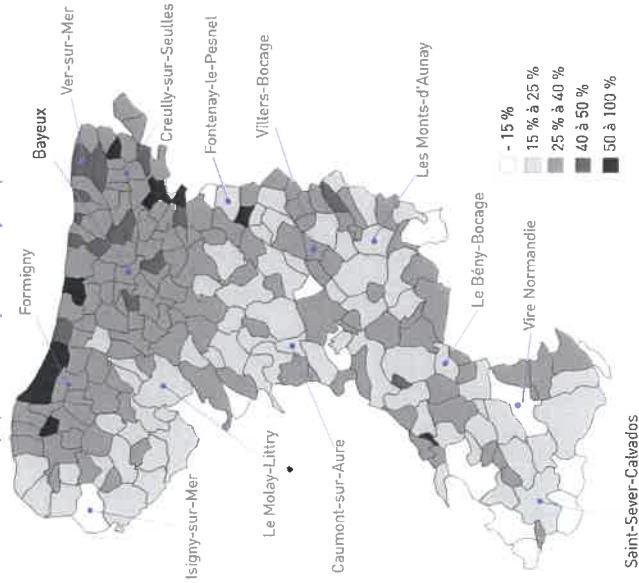 Ver-sur-Mer
Bayeux
Creully-sur-Seulles
Formigny
Fontenay-le-Pesnel
Villers-Bocage
Les Monts-d'Aunay
Le Bény-Bocage
Vire Normandie
Isigny-sur-Mer
Le Molay-Littry
Caumont-sur-Aure
Saint-Sever-Calvados
- 15 %
15 % à 25 %
25 % à 40 %
40 à 50 %
50 à 100 %